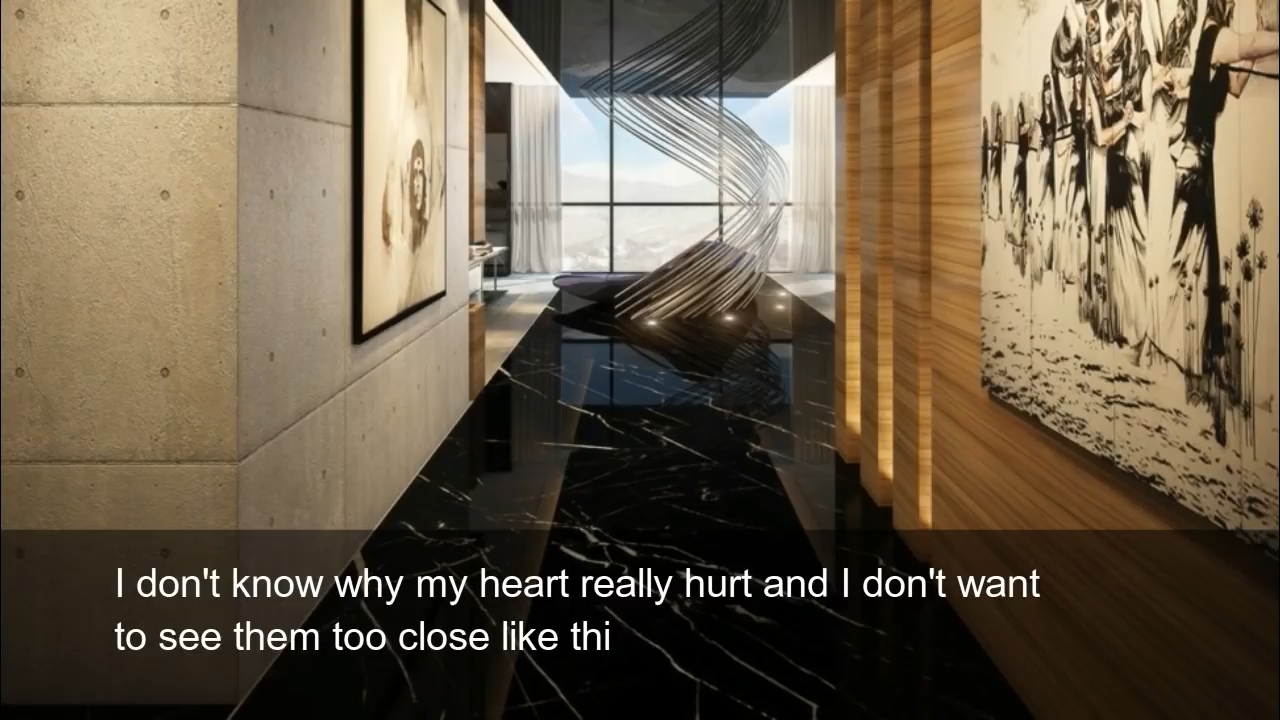 I don't know why my heart really hurt and I don't want
to see them too close like thi